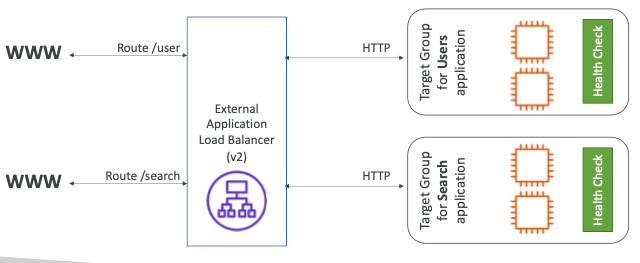 WWW
Route /user
External
Application
Load Balancer
(v2)
HTTP
Target Group
for Users
application
Health Check
WWW
Route /search
HTTP
Target Group
for Search
application
Health Check